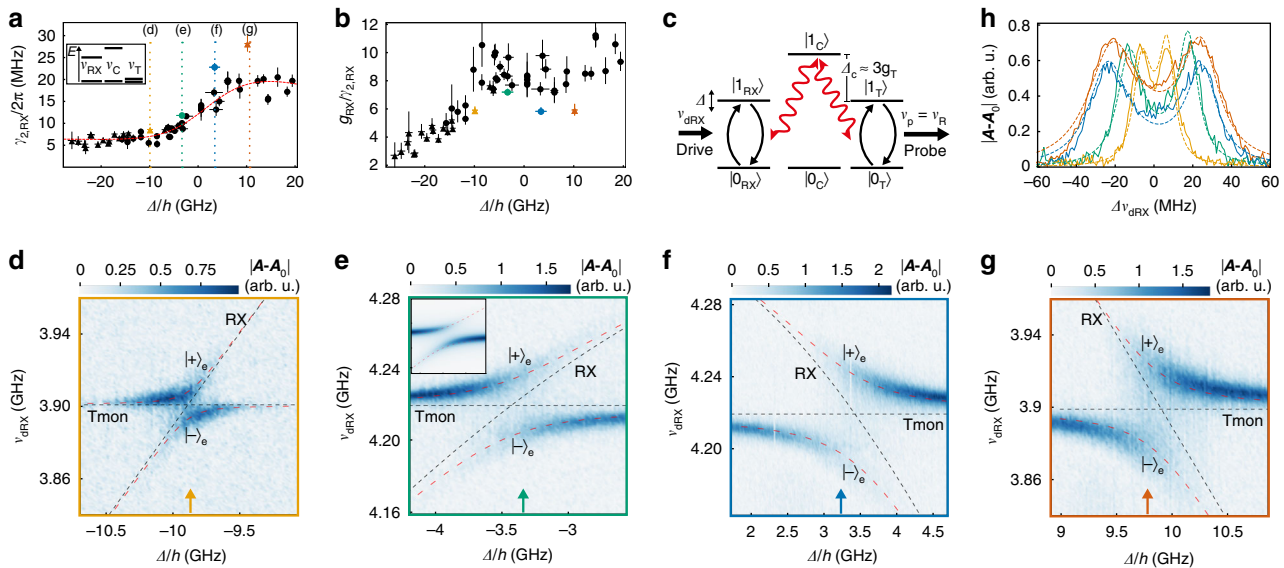 a
(d)
(e)
(f)
(g)
γ2,RX/2π (MHz)
30
25
20
15
10
5
0
E
νRX
νC
νT
−20
−10
0
10
20
Δ/h (GHz)
b
gRX/γ2,RX
12
10
8
6
4
2
−20
−10
0
10
20
Δ/h (GHz)
c
|1C⟩
Δc ≈ 3gT
|1RX⟩
|1T⟩
Δ
νdRX
Drive
νp = νR
Probe
|0RX⟩
|0C⟩
|0T⟩
h
|A-A0| (arb. u.)
0.8
0.6
0.4
0.2
0
−60
−40
−20
0
20
40
60
ΔνdRX (MHz)
d
0
0.25
0.5
0.75
|A-A0|
(arb. u.)
νdRX (GHz)
3.94
3.90
3.86
RX
|+⟩e
Tmon
|−⟩e
−10.5
−10
−9.5
Δ/h (GHz)
e
0
0.5
1
1.5
|A-A0|
(arb. u.)
νdRX (GHz)
4.28
4.24
4.20
4.16
|+⟩e
RX
Tmon
|−⟩e
−4
−3.5
−3
Δ/h (GHz)
f
0
0.5
1
1.5
2
|A-A0|
(arb. u.)
νdRX (GHz)
4.28
4.24
4.20
|+⟩e
RX
Tmon
|−⟩e
2
2.5
3
3.5
4
4.5
Δ/h (GHz)
g
0
0.5
1
1.5
|A-A0|
(arb. u.)
νdRX (GHz)
3.94
3.9
3.86
RX
|+⟩e
Tmon
|−⟩e
9
9.5
10
10.5
Δ/h (GHz)